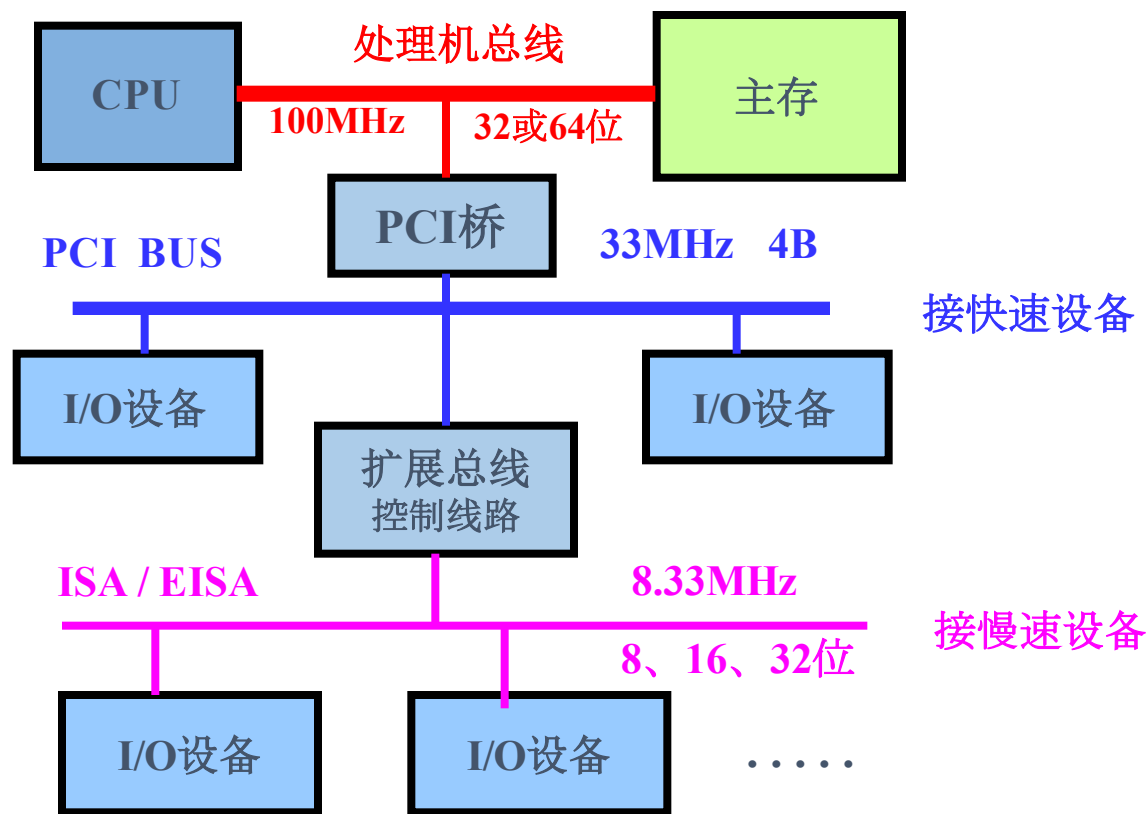 处理机总线
CPU
主存
100MHz
32或64位
PCI桥
PCI BUS
33MHz 4B
接快速设备
I/O设备
I/O设备
扩展总线
控制线路
ISA / EISA
8.33MHz
接慢速设备
8、16、32位
I/O设备
I/O设备
.....